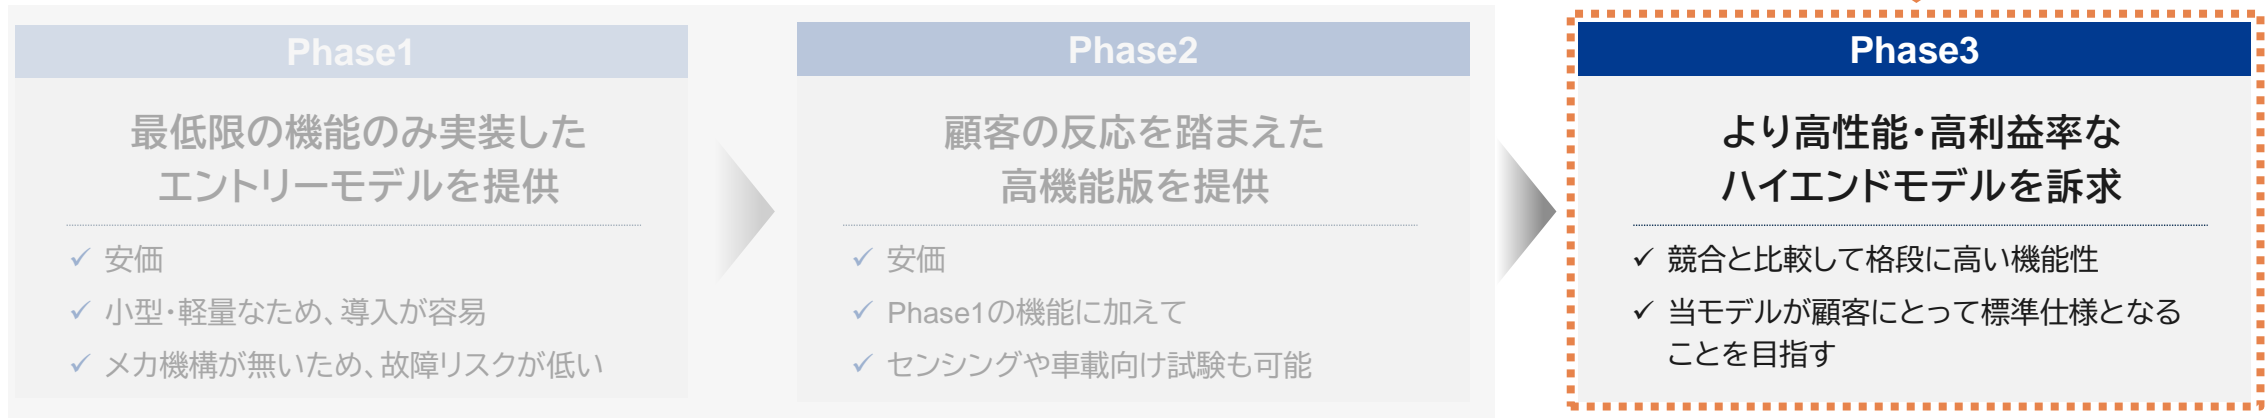 Phase1
最低限の機能のみ実装した
エントリーモデルを提供
✓ 安価
✓ 小型・軽量なため、導入が容易
✓ メカ機構が無いため、故障リスクが低い
Phase2
顧客の反応を踏まえた
高機能版を提供
✓ 安価
✓ Phase1の機能に加えて
✓ センシングや車載向け試験も可能
Phase3
より高性能・高利益率な
ハイエンドモデルを訴求
✓ 競合と比較して格段に高い機能性
✓ 当モデルが顧客にとって標準仕様となる
ことを目指す